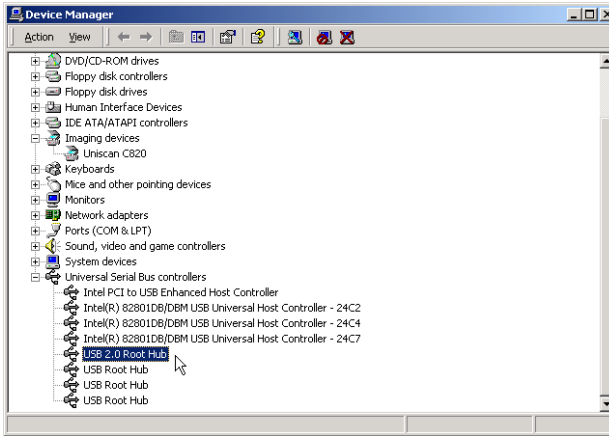 Device Manager
Action View
DVD/CD-ROM drives
Floppy disk controllers
Floppy disk drives
Human Interface Devices
IDE ATA/ATAPI controllers
Imaging devices
Uniscan C820
Keyboards
Mice and other pointing devices
Monitors
Network adapters
Ports (COM & LPT)
Sound, video and game controllers
System devices
Universal Serial Bus controllers
Intel PCI to USB Enhanced Host Controller
Intel(R) 82801DB/DBM USB Universal Host Controller - 24C2
Intel(R) 82801DB/DBM USB Universal Host Controller - 24C4
Intel(R) 82801DB/DBM USB Universal Host Controller - 24C7
USB 2.0 Root Hub
USB Root Hub
USB Root Hub
USB Root Hub